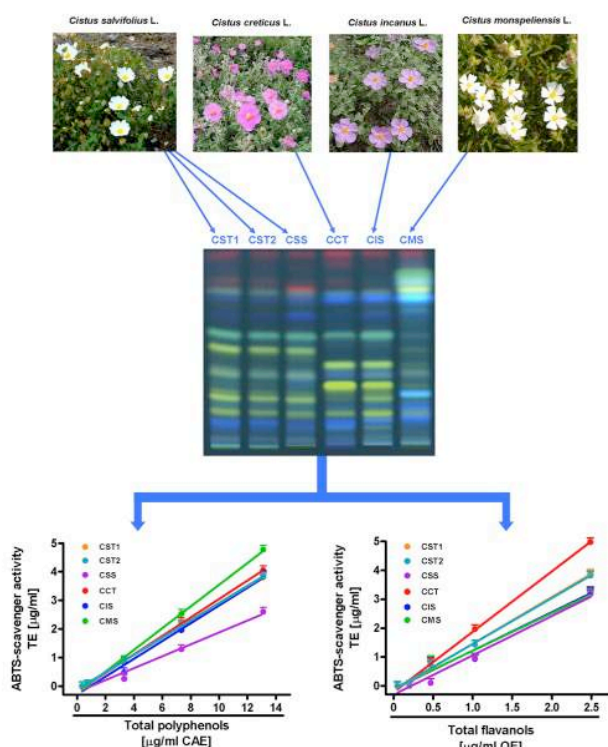 Cistus salvifolius L.
Cistus creticus L.
Cistus incanus L.
Cistus monspeliensis L.
CST1 CST2 CSS CCT CIS CMS
ABTS-scavenger activity
TE [µg/ml]
5
4
3
2
1
0
CST1
CST2
CSS
CCT
CIS
CMS
0 2 4 6 8 10 12 14
Total polyphenols
[µg/ml CAE]
ABTS-scavenger activity
TE [µg/ml]
5
4
3
2
1
0
CST1
CST2
CSS
CCT
CIS
CMS
0.0 0.5 1.0 1.5 2.0 2.5
Total flavanols
[µg/ml QE]